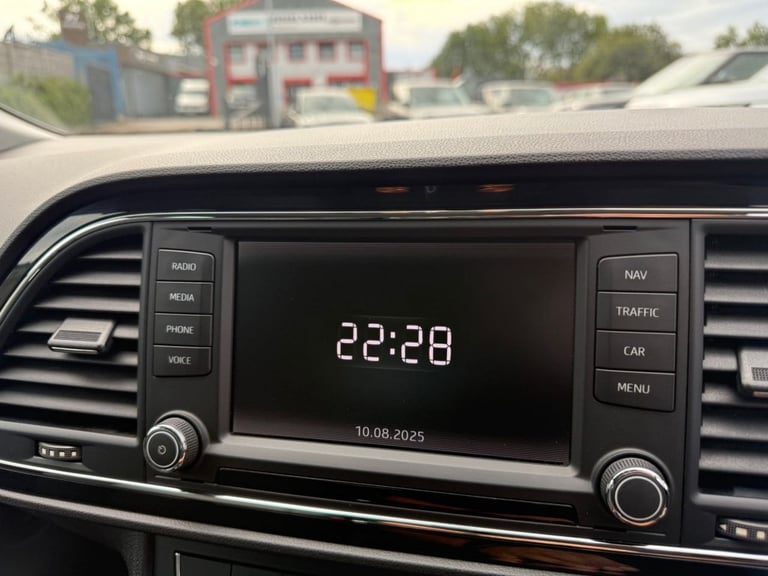 RADIO
MEDIA
PHONE
VOICE
22:28
10.08.2025
NAV
TRAFFIC
CAR
MENU